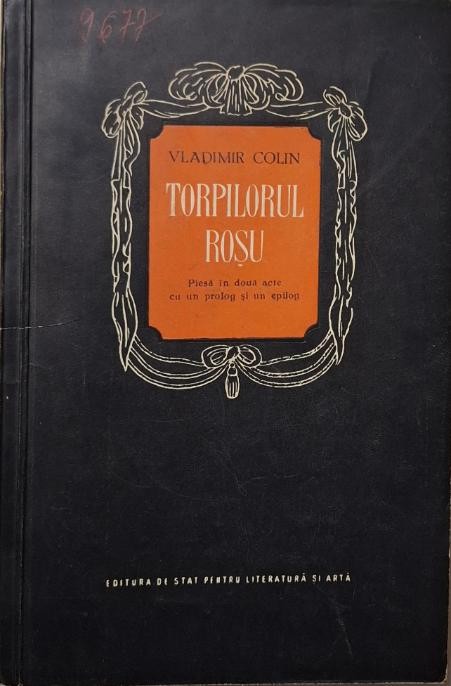 9677
VLADIMIR COLIN
TORPILORUL
ROȘU
Piesă în două acte
cu un prolog și un epilog
EDITURA DE STAT PENTRU LITERATURĂ ȘI ARTĂ